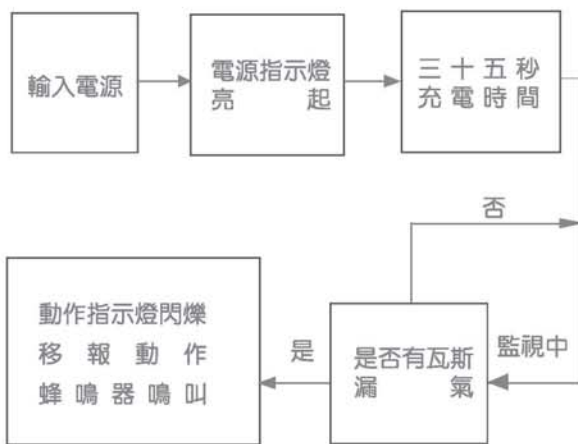 輸入電源
電源指示燈
亮起
三十五秒
充電時間
否
動作指示燈閃爍
移報動作
蜂鳴器鳴叫
是
是否有瓦斯
漏氣
監視中